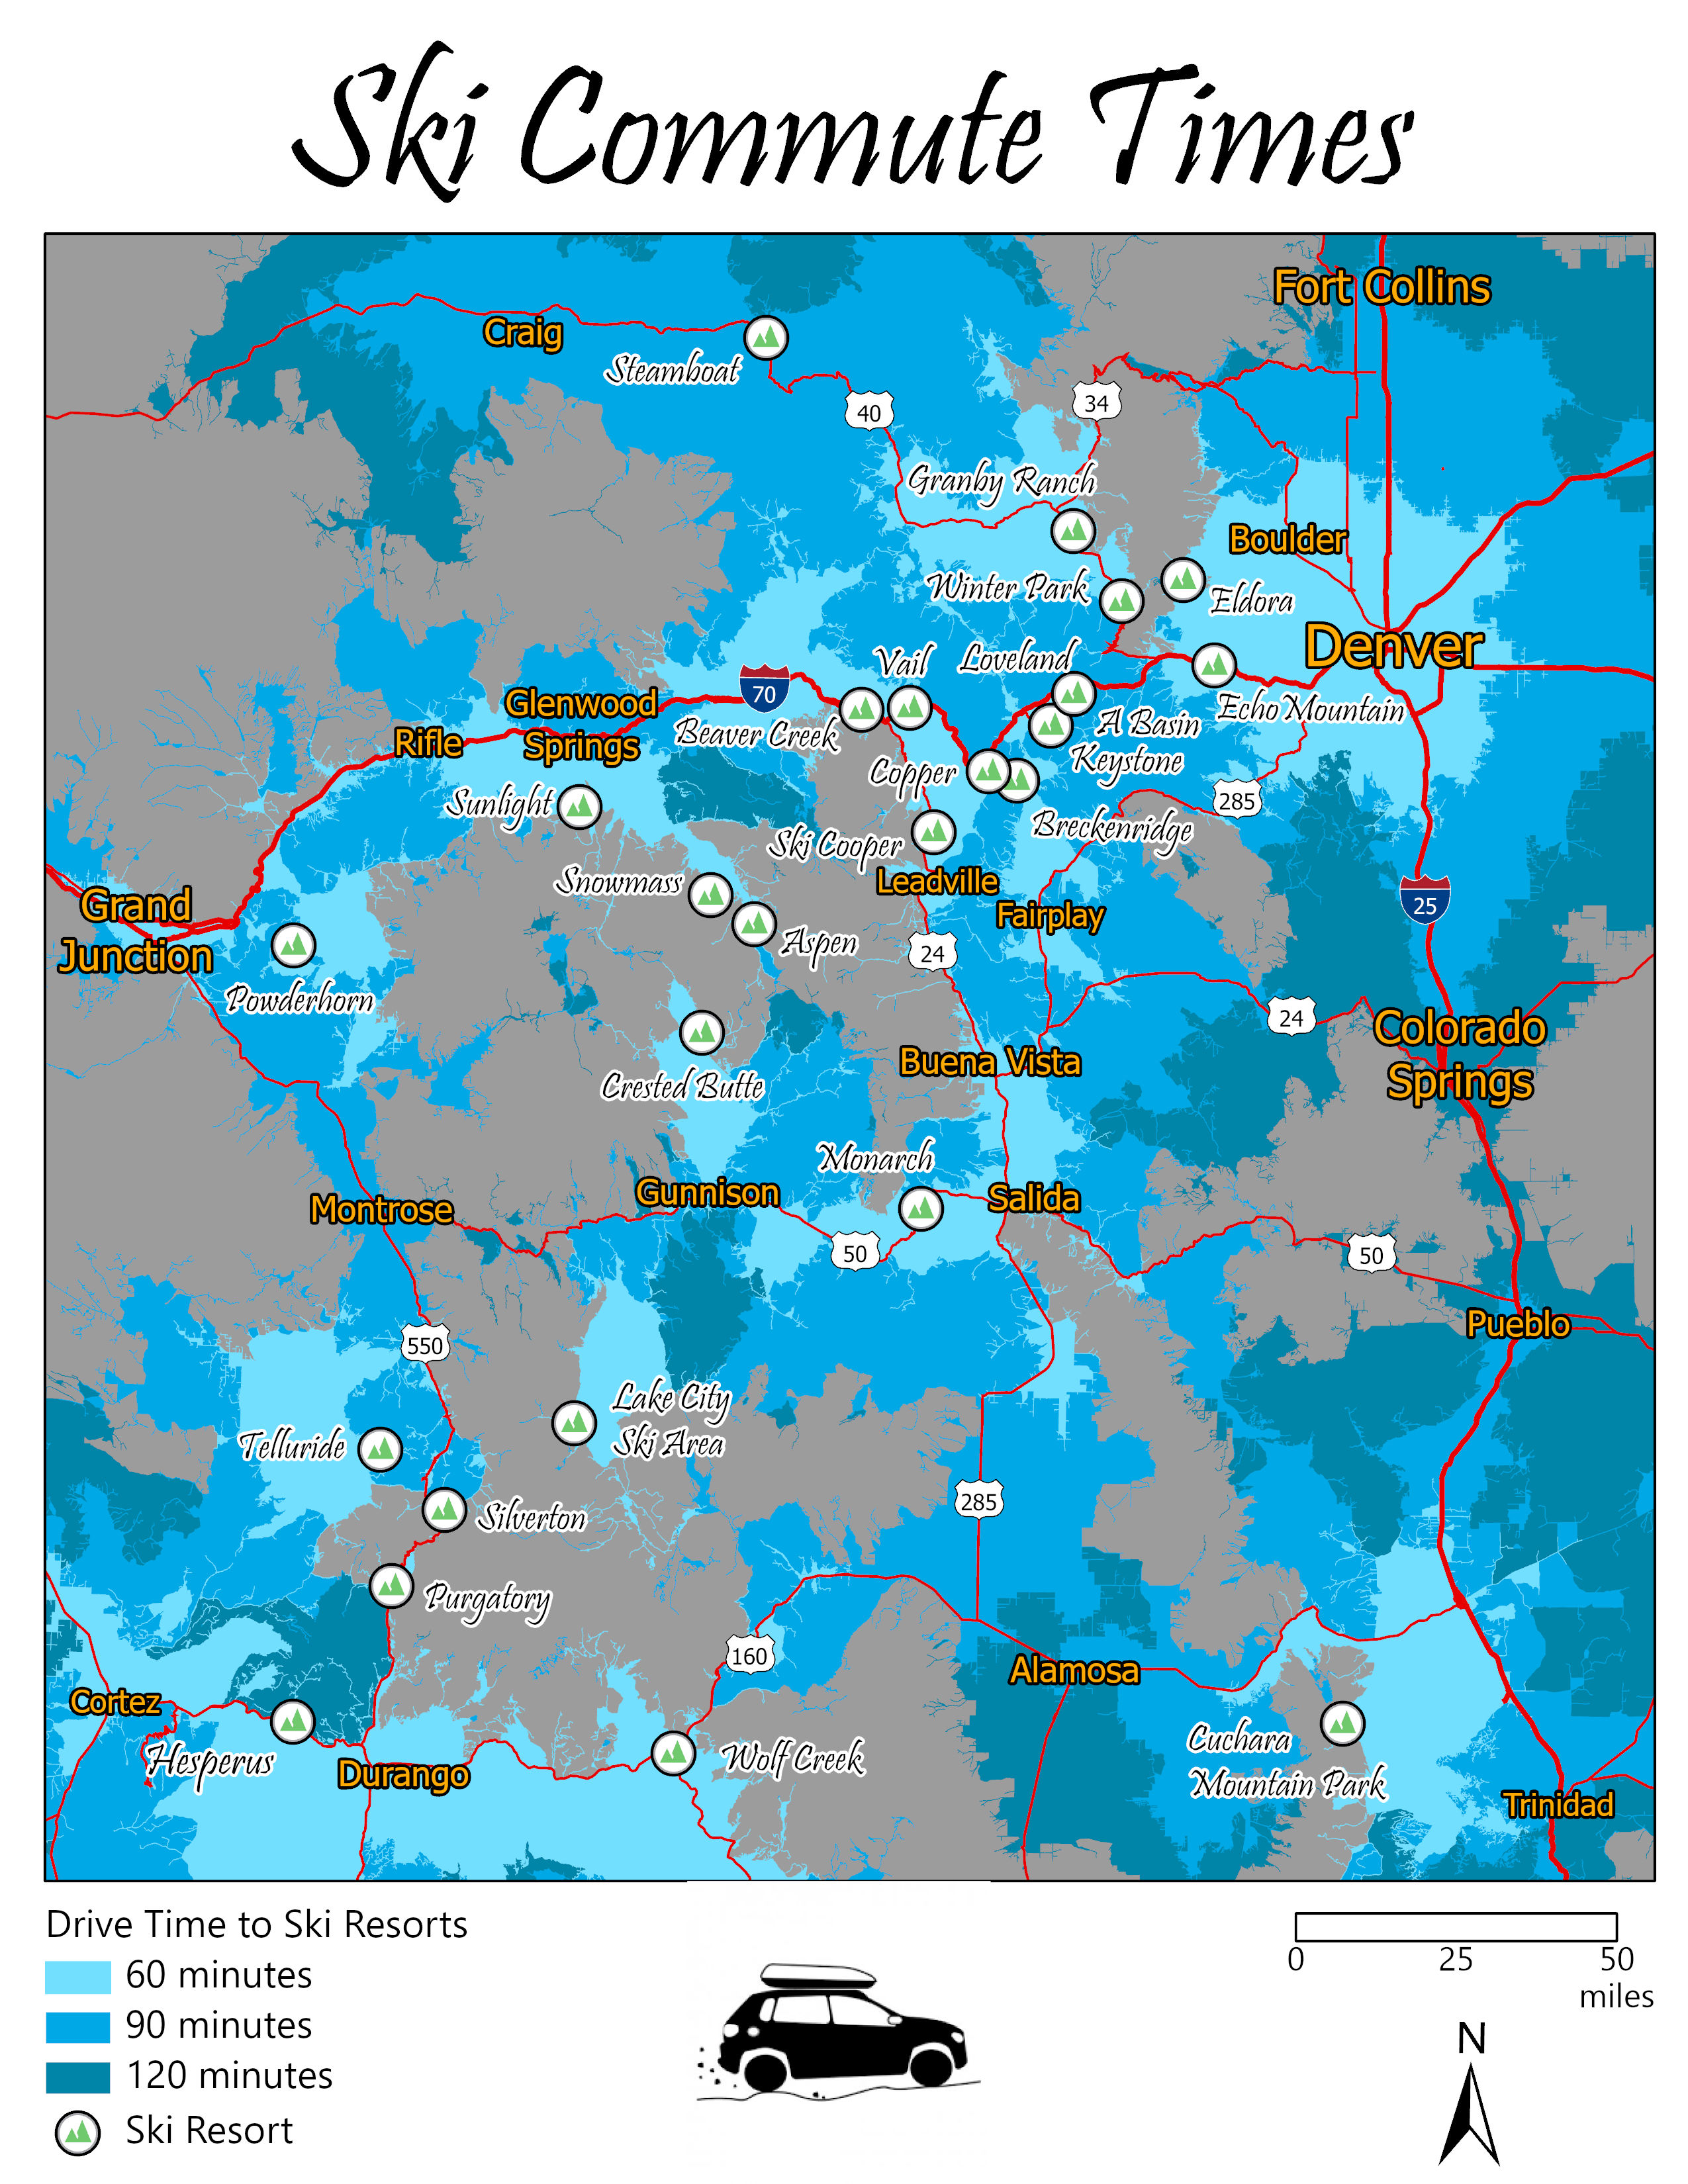 Ski Commute Times
Fort Collins
Craig
Steamboat
40
34
Granby Ranch
Boulder
Winter Park
Eldora
Denver
Vail
Loveland
70
Glenwood
Springs
Echo Mountain
Beaver Creek
A Basin
Rifle
Keystone
Copper
285
Sunlight
Breckenridge
Ski Cooper
Snowmass
Leadville
Grand
Junction
Fairplay
25
Aspen
24
Powderhorn
24
Colorado
Springs
Buena Vista
Crested Butte
Monarch
Gunnison
Salida
Montrose
50
50
Pueblo
550
Lake City
Ski Area
Telluride
285
Silverton
Purgatory
160
Alamosa
Cortez
Cuchara
Mountain Park
Hesperus
Wolf Creek
Durango
Trinidad
Drive Time to Ski Resorts
60 minutes
90 minutes
120 minutes
Ski Resort
0 25 50
miles
N